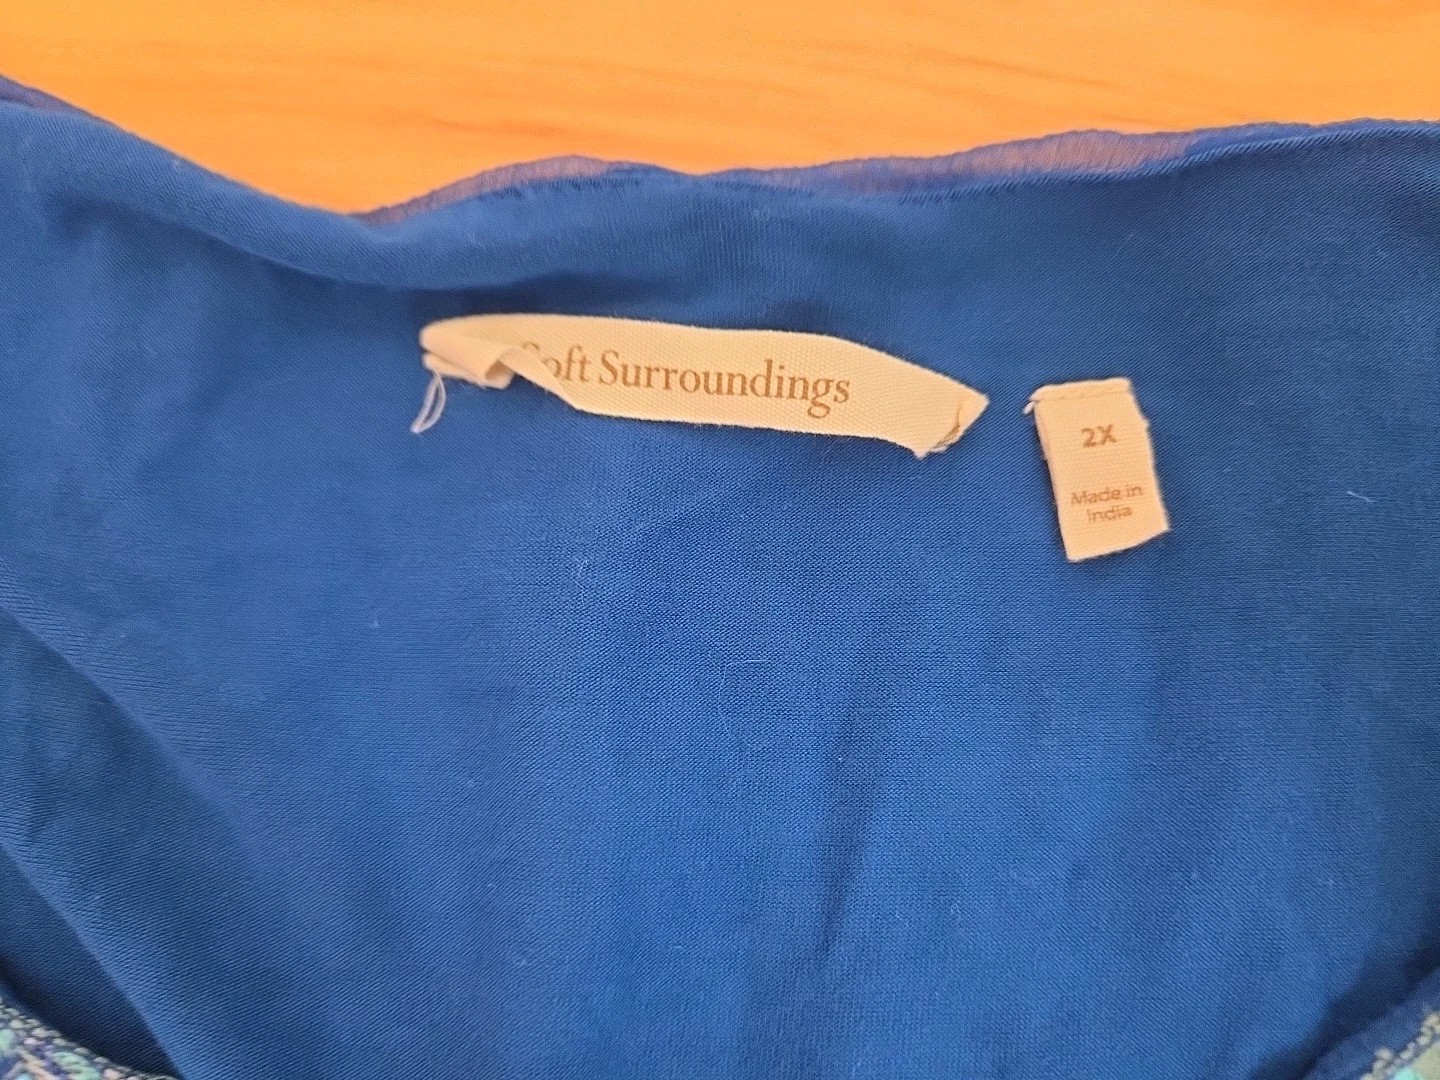 Soft Surroundings
2X
Made in
India